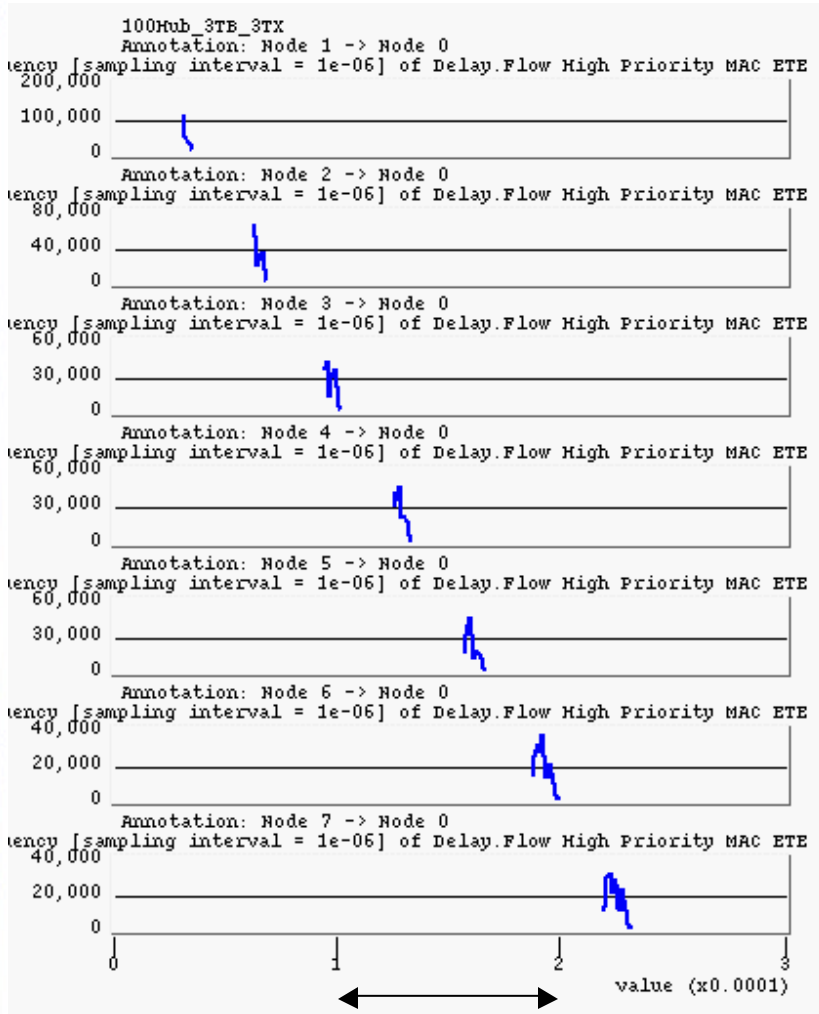 100Hub_3TB_3TX
Annotation: Node 1 -> Node 0
uency [sampling interval = 1e-06] of Delay.Flow High Priority MAC ETE
200,000
100,000
0
Annotation: Node 2 -> Node 0
uency [sampling interval = 1e-06] of Delay.Flow High Priority MAC ETE
80,000
40,000
0
Annotation: Node 3 -> Node 0
uency [sampling interval = 1e-06] of Delay.Flow High Priority MAC ETE
60,000
30,000
0
Annotation: Node 4 -> Node 0
uency [sampling interval = 1e-06] of Delay.Flow High Priority MAC ETE
60,000
30,000
0
Annotation: Node 5 -> Node 0
uency [sampling interval = 1e-06] of Delay.Flow High Priority MAC ETE
60,000
30,000
0
Annotation: Node 6 -> Node 0
uency [sampling interval = 1e-06] of Delay.Flow High Priority MAC ETE
40,000
20,000
0
Annotation: Node 7 -> Node 0
uency [sampling interval = 1e-06] of Delay.Flow High Priority MAC ETE
40,000
20,000
0
0 1 2 3
value (x0.0001)